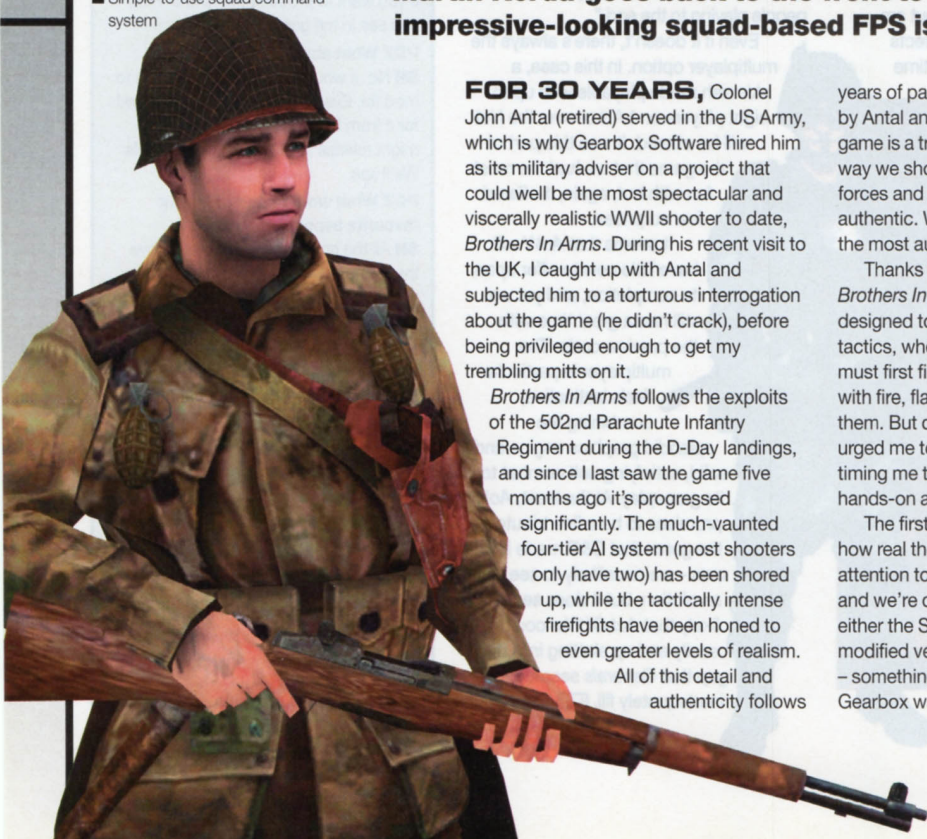 Simple-to-use squad command
system
impressive-looking squad-based FPS is
FOR 30 YEARS, Colonel
John Antal (retired) served in the US Army,
which is why Gearbox Software hired him
as its military adviser on a project that
could well be the most spectacular and
viscerally realistic WWII shooter to date,
Brothers In Arms. During his recent visit to
the UK, I caught up with Antal and
subjected him to a torturous interrogation
about the game (he didn't crack), before
being privileged enough to get my
trembling mitts on it.
Brothers In Arms follows the exploits
of the 502nd Parachute Infantry
Regiment during the D-Day landings,
and since I last saw the game five
months ago it's progressed
significantly. The much-vaunted
four-tier AI system (most shooters
only have two) has been shored
up, while the tactically intense
firefights have been honed to
even greater levels of realism.
All of this detail and
authenticity follows
years of pa
by Antal an
game is a tr
way we sho
forces and
authentic. W
the most au
Thanks
Brothers In
designed to
tactics, whe
must first fi
with fire, fla
them. But c
urged me to
timing me t
hands-on a
The first
how real th
attention to
and we're c
either the S
modified ve
– somethin
Gearbox w